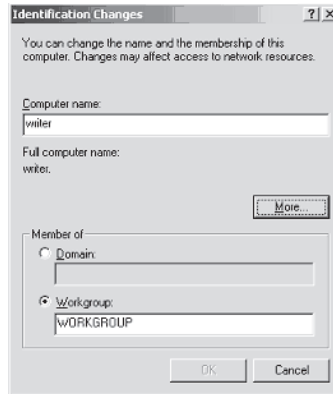 Identification Changes
You can change the name and the membership of this
computer. Changes may affect access to network resources.
Computer name:
writer
Full computer name:
writer.
More...
Member of
Domain:
Workgroup:
WORKGROUP
OK
Cancel